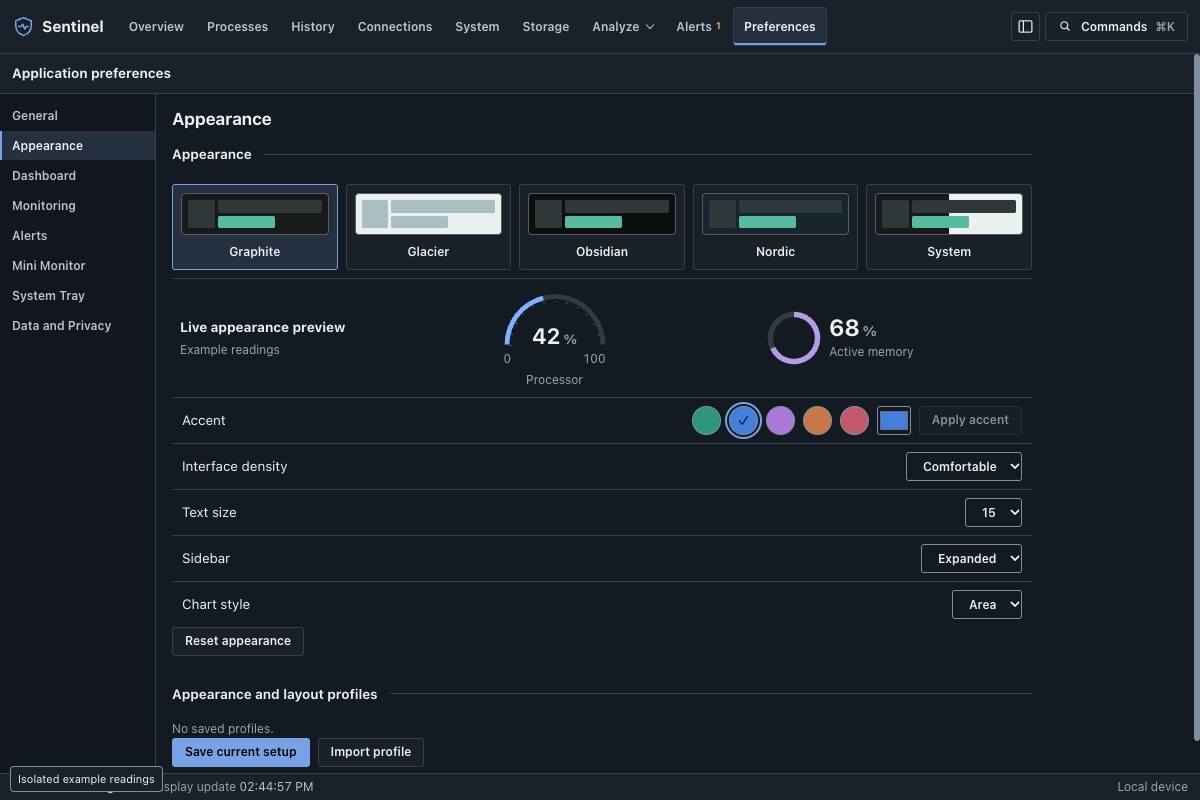 Sentinel Overview Processes History Connections System Storage Analyze Alerts 1 Preferences Commands ⌘K
Application preferences
General
Appearance
Dashboard
Monitoring
Alerts
Mini Monitor
System Tray
Data and Privacy
Appearance
Appearance
Graphite Glacier Obsidian Nordic System
Live appearance preview
Example readings
42 %
0 100
Processor
68 %
Active memory
Accent Apply accent
Interface density Comfortable
Text size 15
Sidebar Expanded
Chart style Area
Reset appearance
Appearance and layout profiles
No saved profiles.
Save current setup Import profile
Isolated example readings
splay update 02:44:57 PM Local device